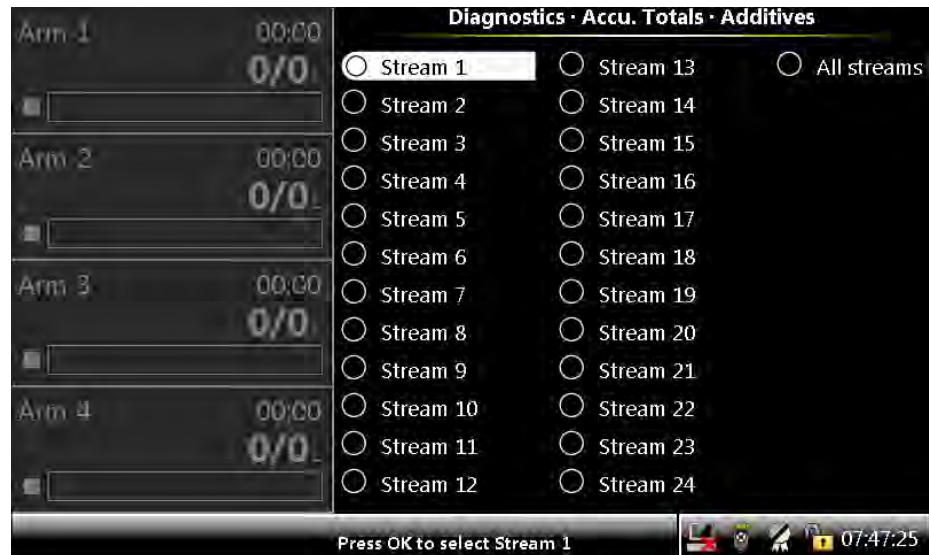 Diagnostics · Accu. Totals · Additives
Arm 1 00:00
0/0
Arm 2 00:00
0/0
Arm 3 00:00
0/0
Arm 4 00:00
0/0
Stream 1
Stream 2
Stream 3
Stream 4
Stream 5
Stream 6
Stream 7
Stream 8
Stream 9
Stream 10
Stream 11
Stream 12
Stream 13
Stream 14
Stream 15
Stream 16
Stream 17
Stream 18
Stream 19
Stream 20
Stream 21
Stream 22
Stream 23
Stream 24
All streams
Press OK to select Stream 1
07:47:25